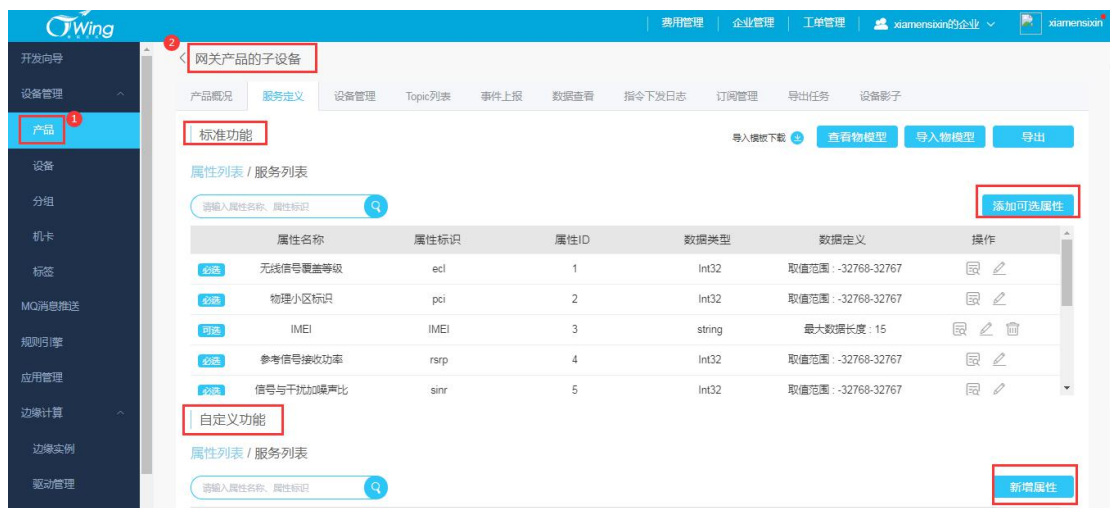 CTWing
费用管理 企业管理 工单管理 xiamensixin的企业 xiamensixin
开发向导
设备管理
产品
1
设备
分组
机卡
标签
MQ消息推送
规则引擎
应用管理
边缘计算
边缘实例
驱动管理
2
< 网关产品的子设备
产品概况 服务定义 设备管理 Topic列表 事件上报 数据查看 指令下发日志 订阅管理 导出任务 设备影子
标准功能
导入模板下载 查看物模型 导入物模型 导出
属性列表 / 服务列表
请输入属性名称、属性标识
添加可选属性
属性名称 属性标识 属性ID 数据类型 数据定义 操作
必选 无线信号覆盖等级 ecl 1 Int32 取值范围 : -32768-32767
必选 物理小区标识 pci 2 Int32 取值范围 : -32768-32767
可选 IMEI IMEI 3 string 最大数据长度 : 15
必选 参考信号接收功率 rsrp 4 Int32 取值范围 : -32768-32767
必选 信号与干扰加噪声比 sinr 5 Int32 取值范围 : -32768-32767
自定义功能
属性列表 / 服务列表
请输入属性名称、属性标识
新增属性